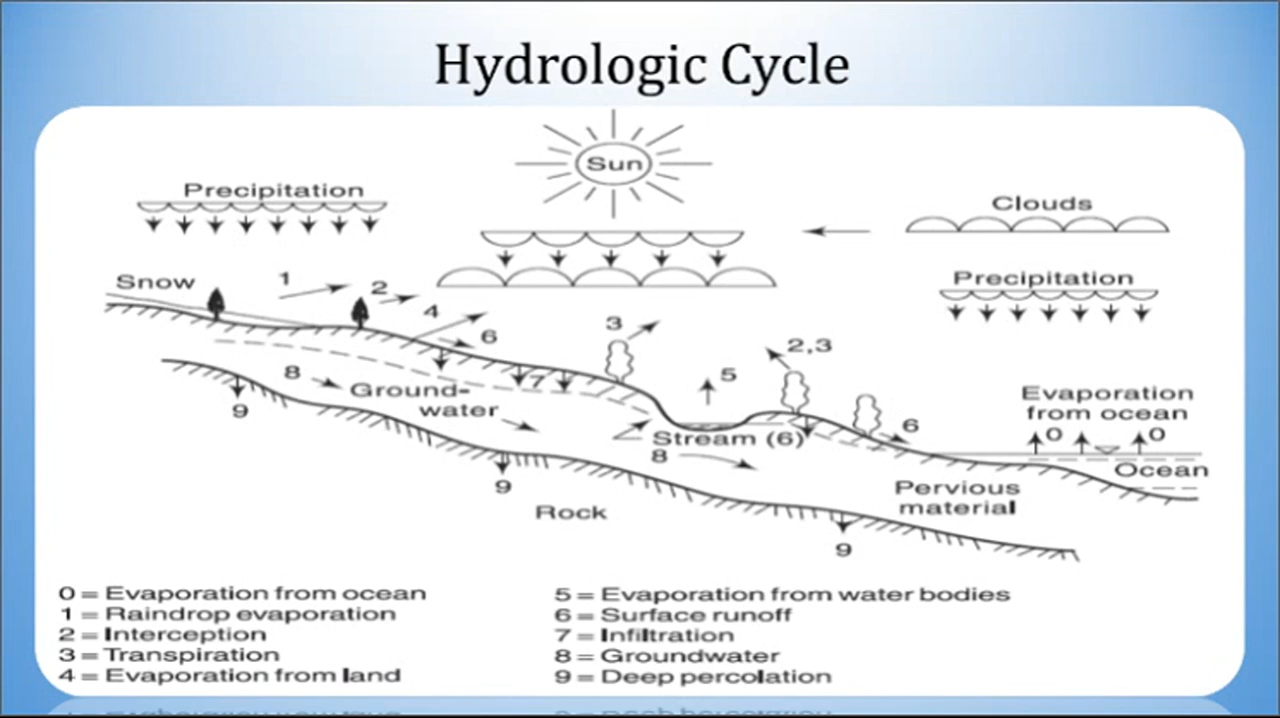 Hydrologic Cycle
Sun
Precipitation
Clouds
Precipitation
Snow
1
2
4
6
3
2,3
5
7
8
Ground-
water
9
Evaporation
from ocean
0
0
6
Stream (6)
8
Ocean
9
Rock
Pervious
material
9
0 = Evaporation from ocean
1 = Raindrop evaporation
2 = Interception
3 = Transpiration
4 = Evaporation from land
5 = Evaporation from water bodies
6 = Surface runoff
7 = Infiltration
8 = Groundwater
9 = Deep percolation